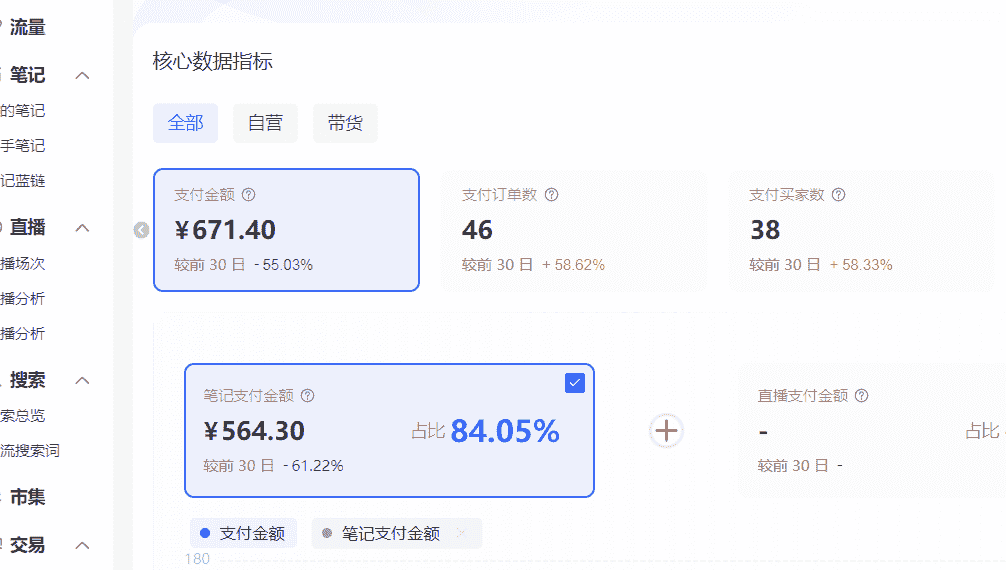 流量
笔记
的笔记
手笔记
记蓝链
直播
播场次
播分析
播分析
搜索
索总览
流搜索词
市集
交易
核心数据指标
全部 自营 带货
支付金额
¥671.40
较前 30 日 - 55.03%
支付订单数
46
较前 30 日 + 58.62%
支付买家数
38
较前 30 日 + 58.33%
笔记支付金额
¥564.30 占比 84.05%
较前 30 日 - 61.22%
直播支付金额
- 占比
较前 30 日 -
支付金额 笔记支付金额
180